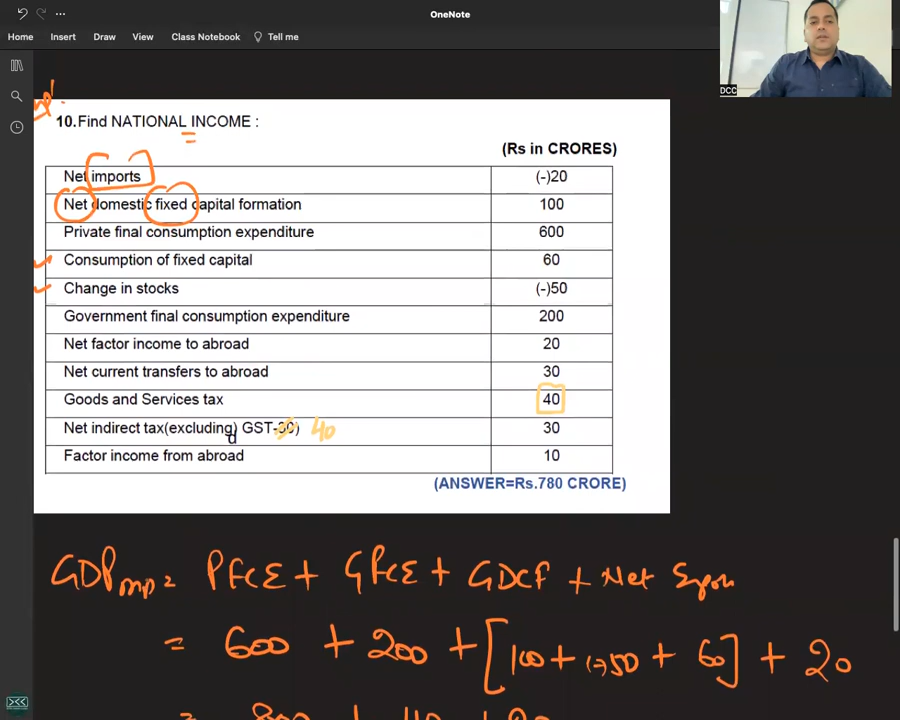 OneNote
Home Insert Draw View Class Notebook Tell me
DCC
10.Find NATIONAL INCOME :
(Rs in CRORES)
Net imports (-)20
Net domestic fixed capital formation 100
Private final consumption expenditure 600
Consumption of fixed capital 60
Change in stocks (-)50
Government final consumption expenditure 200
Net factor income to abroad 20
Net current transfers to abroad 30
Goods and Services tax 40
Net indirect tax(excluding) GST-30) 40 30
d
Factor income from abroad 10
(ANSWER=Rs.780 CRORE)
GDPmp = PFCE + GFCE + GDCF + Net Export
= 600 + 200 + [100 + (-)50 + 60] + 20
= 800 + 110 + 20